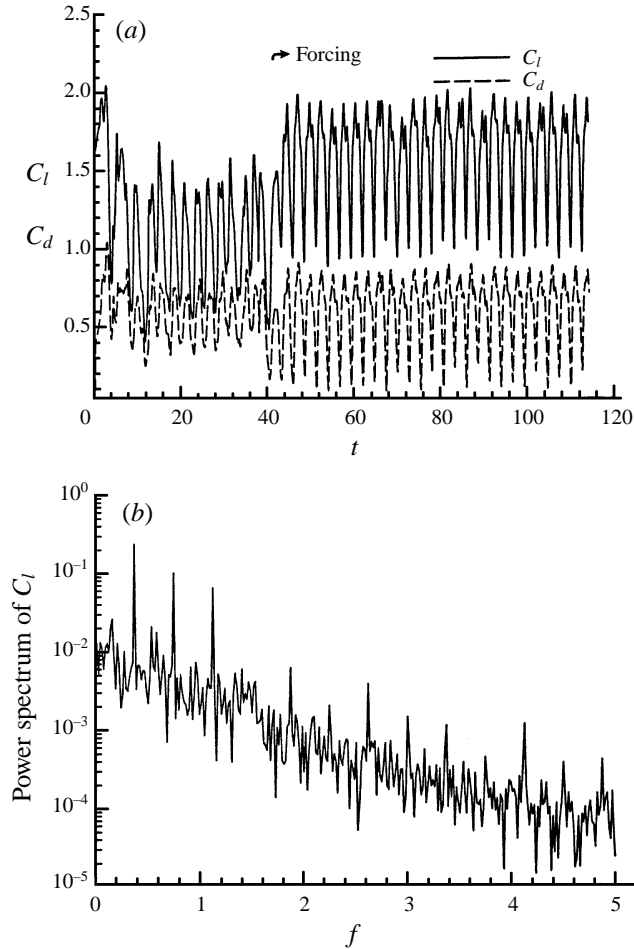 (a)
Forcing
C_l
C_d
2.5
2.0
1.5
1.0
0.5
C_l
C_d
0 20 40 60 80 100 120
t
(b)
10^0
10^−1
10^−2
10^−3
10^−4
10^−5
Power spectrum of C_l
0 1 2 3 4 5
f